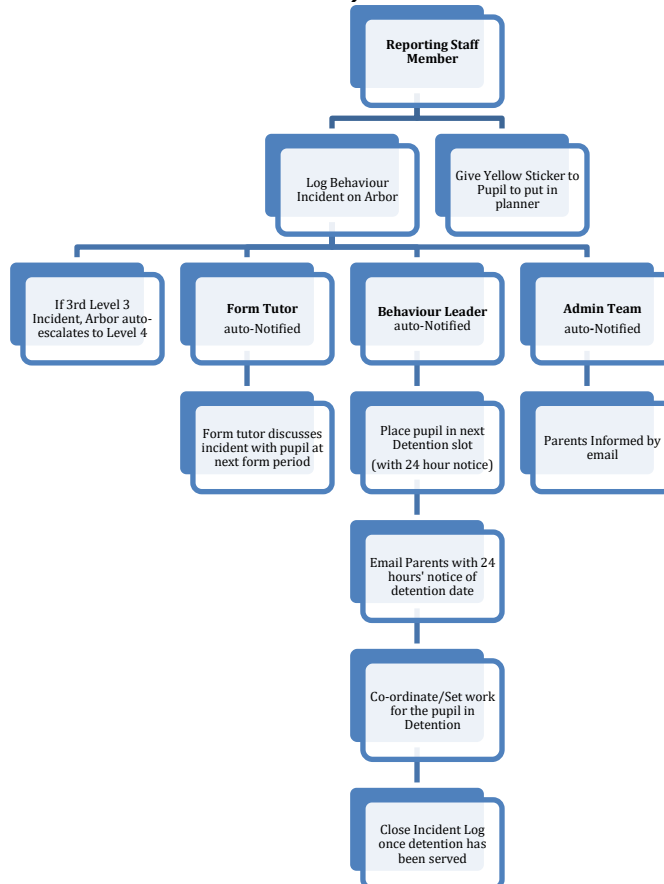 Reporting Staff
Member
Log Behaviour
Incident on Arbor
Give Yellow Sticker to
Pupil to put in
planner
If 3rd Level 3
Incident, Arbor auto-
escalates to Level 4
Form Tutor
auto-Notified
Behaviour Leader
auto-Notified
Admin Team
auto-Notified
Form tutor discusses
incident with pupil at
next form period
Place pupil in next
Detention slot
(with 24 hour notice)
Parents Informed by
email
Email Parents with 24
hours' notice of
detention date
Co-ordinate/Set work
for the pupil in
Detention
Close Incident Log
once detention has
been served